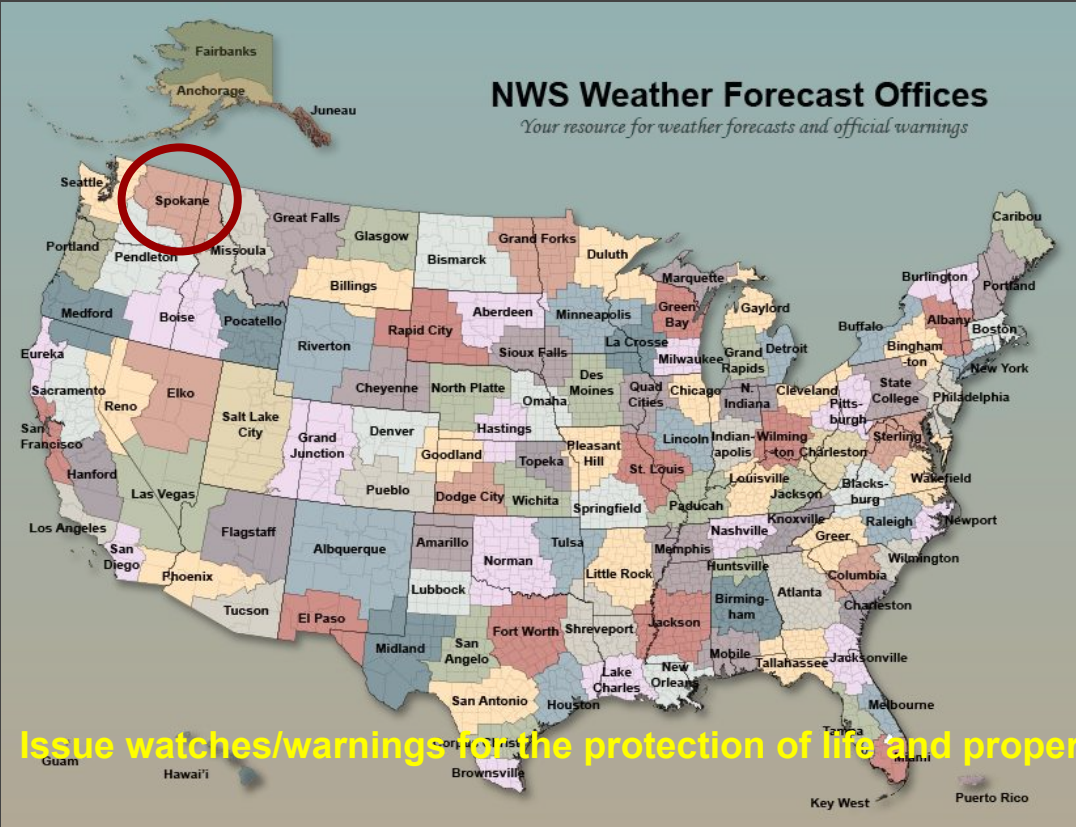 Fairbanks
Anchorage
Juneau
NWS Weather Forecast Offices
Your resource for weather forecasts and official warnings
Seattle
Spokane
Great Falls
Glasgow
Missoula
Portland
Pendleton
Bismarck
Grand Forks
Duluth
Caribou
Marquette
Burlington
Portland
Billings
Medford
Boise
Pocatello
Rapid City
Aberdeen
Minneapolis
Green
Bay
Gaylord
Buffalo
Albany
Boston
Riverton
Sioux Falls
La Crosse
Milwaukee
Grand
Rapids
Detroit
Bingham
-ton
New York
Eureka
Sacramento
Reno
Elko
Cheyenne
North Platte
Omaha
Des
Moines
Quad
Cities
Chicago
N.
Indiana
Cleveland
Pitts-
burgh
State
College
Philadelphia
San
Francisco
Salt Lake
City
Grand
Junction
Denver
Hastings
Goodland
Topeka
Pleasant
Hill
St. Louis
Lincoln
Indian-
apolis
Wilming
-ton
Charleston
Sterling
Hanford
Las Vegas
Pueblo
Dodge City
Wichita
Springfield
Paducah
Louisville
Jackson
Blacks-
burg
Wakefield
Los Angeles
San
Diego
Flagstaff
Albquerque
Amarillo
Norman
Tulsa
Little Rock
Memphis
Nashville
Knoxville
Greer
Raleigh
Newport
Wilmington
Phoenix
Tucson
El Paso
Lubbock
Huntsville
Birming-
ham
Atlanta
Columbia
Charleston
Midland
San
Angelo
Fort Worth
Shreveport
Jackson
Mobile
Tallahassee
Jacksonville
San Antonio
Houston
Lake
Charles
New
Orleans
Melbourne
Tampa
Corpus Christi
Issue watches/warnings for the protection of life and proper
Miami
Guam
Hawai'i
Brownsville
Key West
Puerto Rico